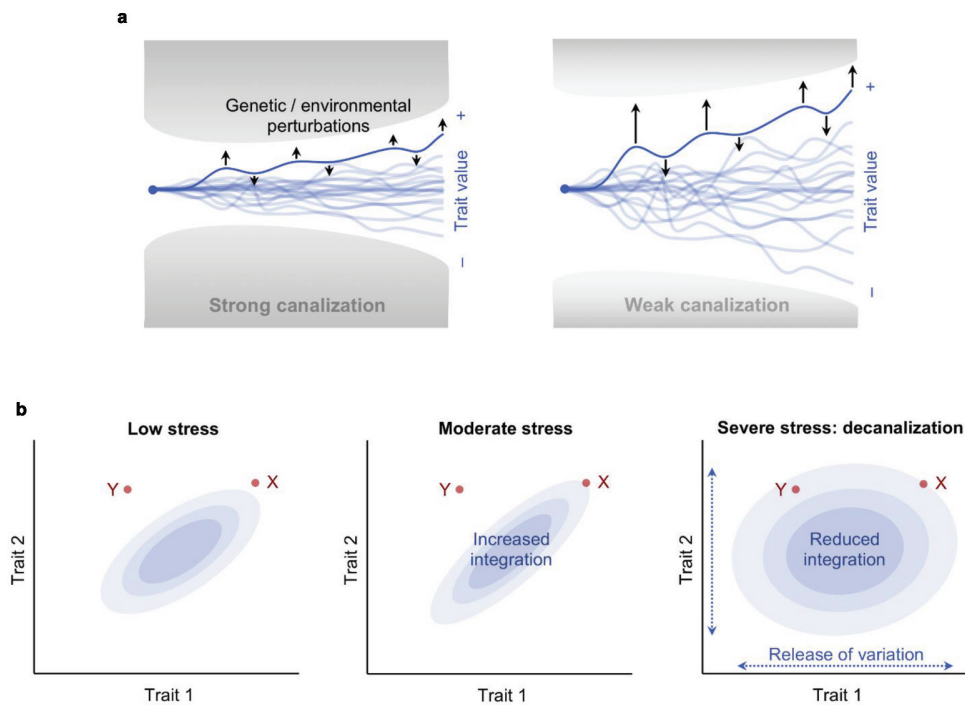 a
Genetic / environmental
perturbations
+
Trait value
–
Strong canalization
+
Trait value
–
Weak canalization
b
Low stress
Y
X
Trait 2
Trait 1
Moderate stress
Y
X
Increased
integration
Trait 2
Trait 1
Severe stress: decanalization
Y
X
Reduced
integration
Release of variation
Trait 2
Trait 1